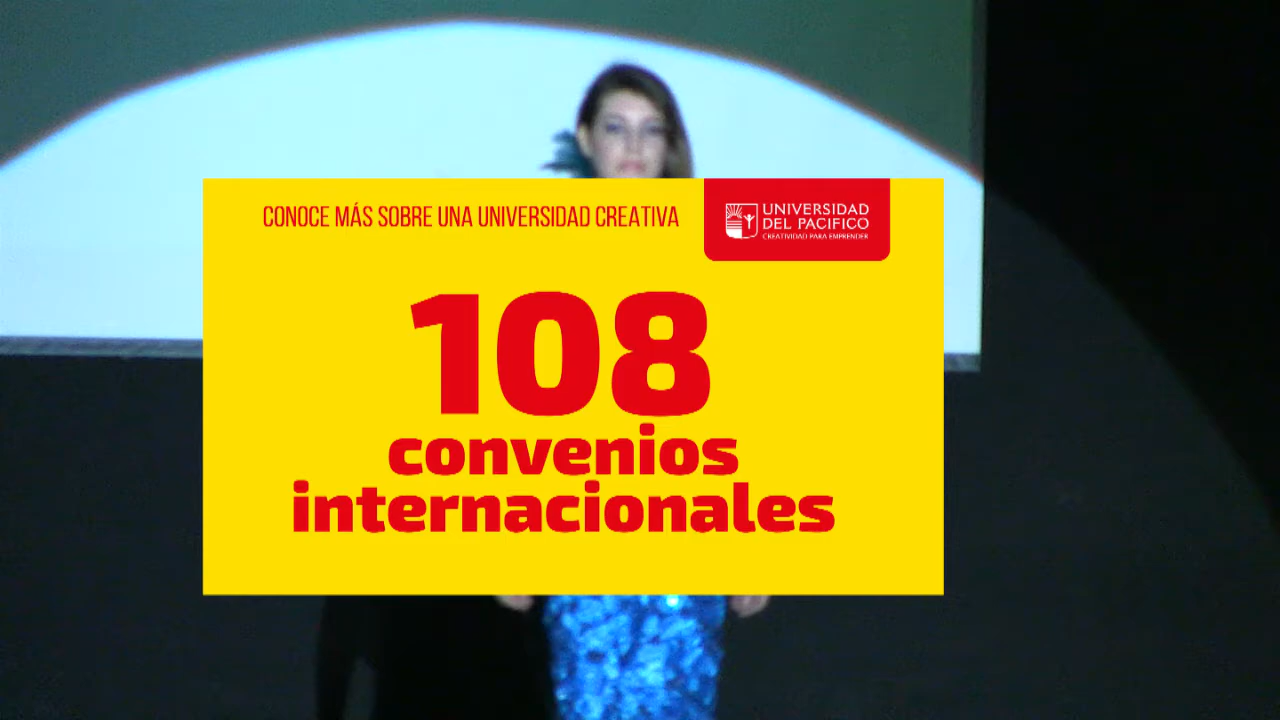 CONOCE MÁS SOBRE UNA UNIVERSIDAD CREATIVA
UNIVERSIDAD
DEL PACIFICO
CREATIVIDAD PARA EMPRENDER
108
convenios
internacionales